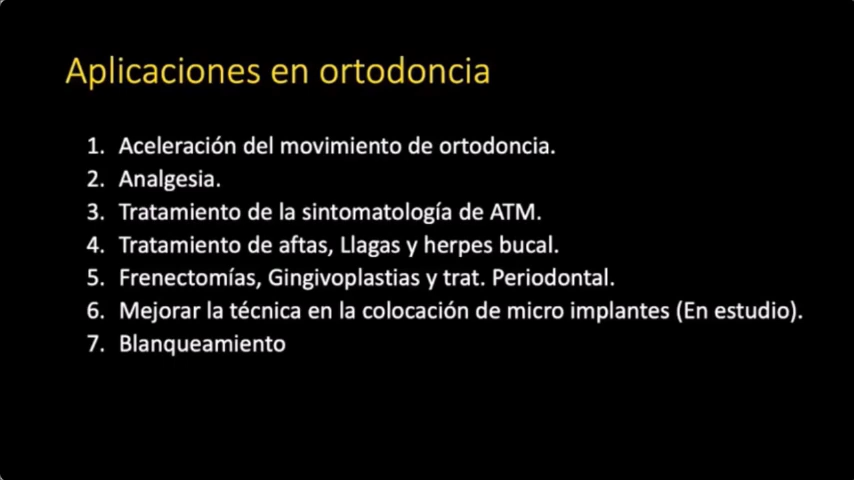 Aplicaciones en ortodoncia
1. Aceleración del movimiento de ortodoncia.
2. Analgesia.
3. Tratamiento de la sintomatología de ATM.
4. Tratamiento de aftas, Llagas y herpes bucal.
5. Frenectomías, Gingivoplastias y trat. Periodontal.
6. Mejorar la técnica en la colocación de micro implantes (En estudio).
7. Blanqueamiento